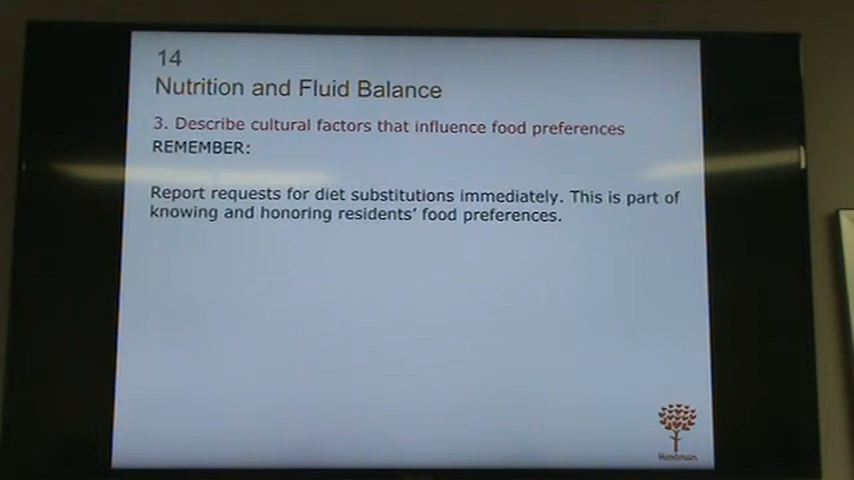 14
Nutrition and Fluid Balance
3. Describe cultural factors that influence food preferences
REMEMBER:
Report requests for diet substitutions immediately. This is part of
knowing and honoring residents' food preferences.
Hartman